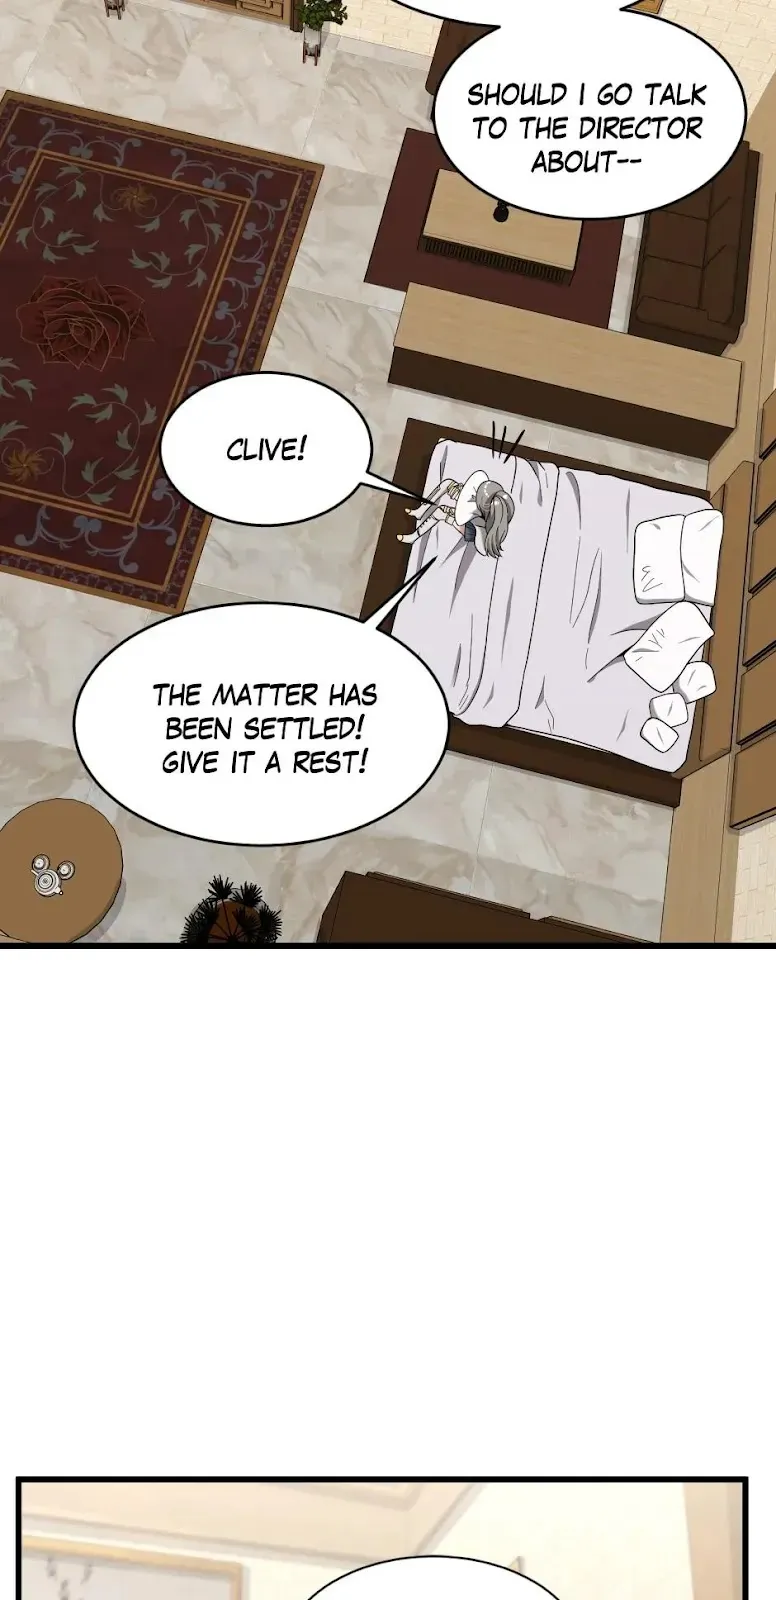 SHOULD I GO TALK
TO THE DIRECTOR
ABOUT--
CLIVE!
THE MATTER HAS
BEEN SETTLED!
GIVE IT A REST!